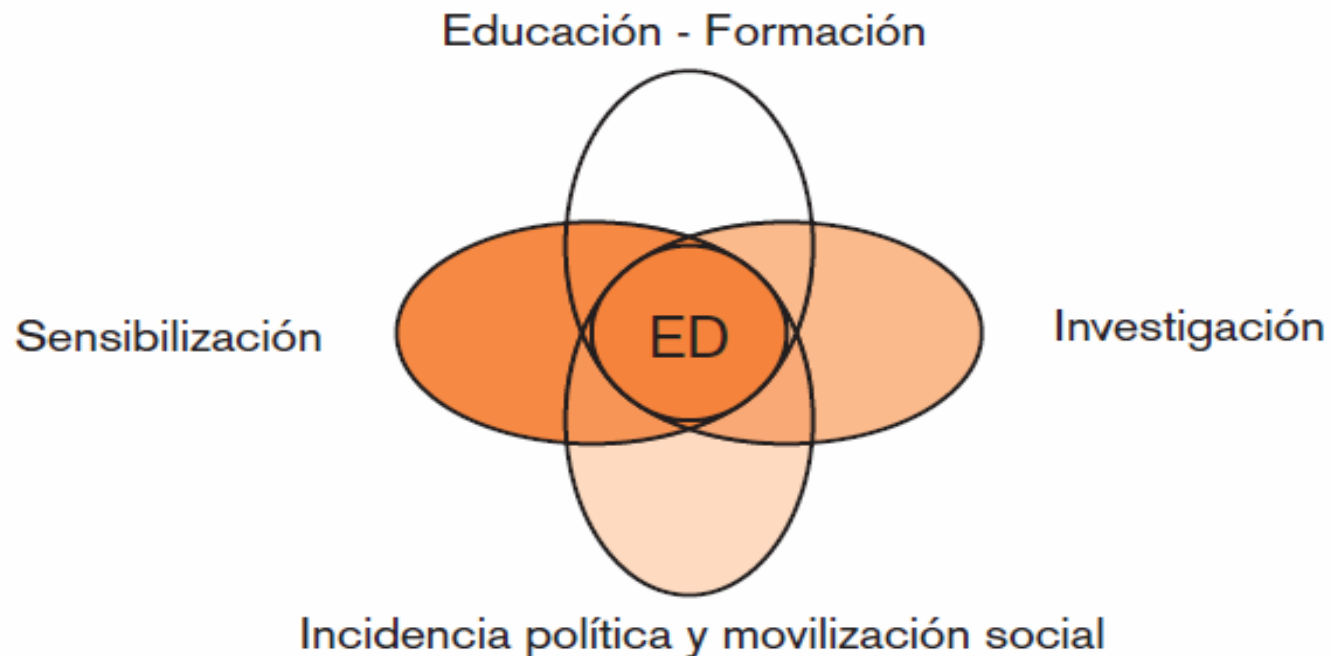 Educación - Formación
Sensibilización
ED
Investigación
Incidencia política y movilización social